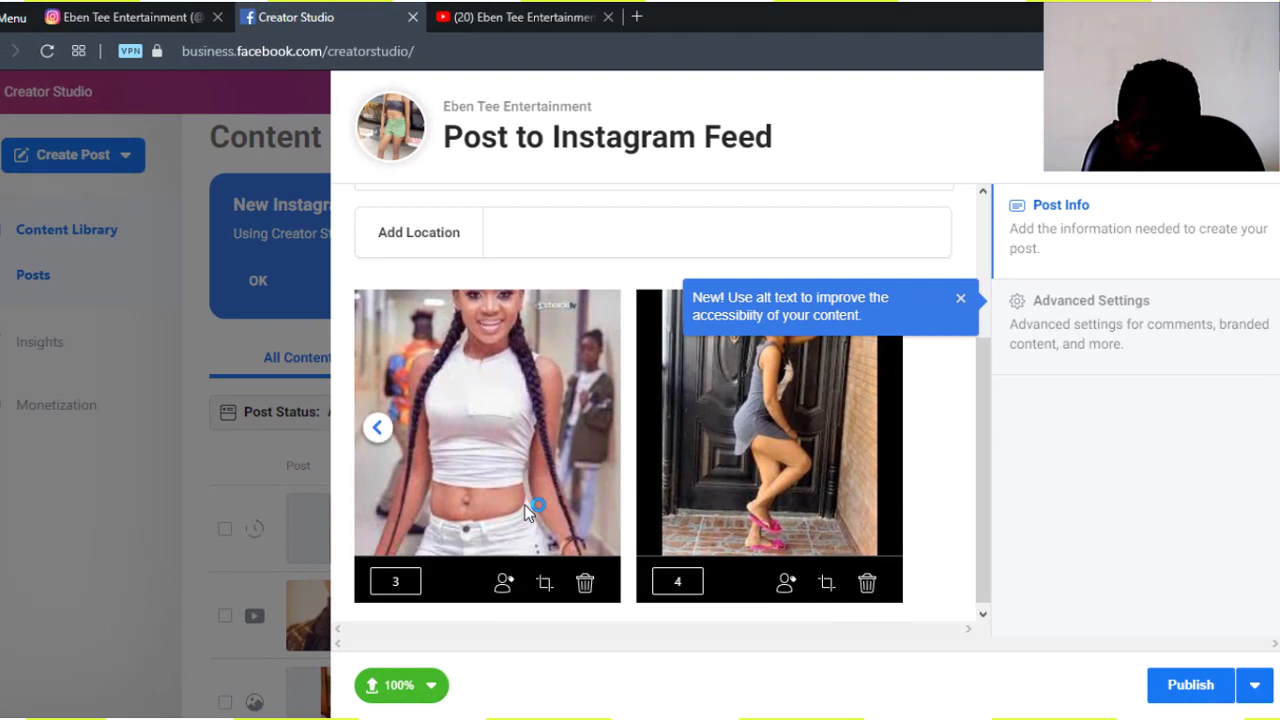 Menu
Eben Tee Entertainment (@
Creator Studio
(20) Eben Tee Entertainmen
VPN
business.facebook.com/creatorstudio/
Creator Studio
Create Post
Content Library
Posts
Insights
Monetization
Content
New Instagra
Using Creator St
OK
All Content
Post Status:
Post
Eben Tee Entertainment
Post to Instagram Feed
Add Location
New! Use alt text to improve the
accessibiity of your content.
3
4
Post Info
Add the information needed to create your
post.
Advanced Settings
Advanced settings for comments, branded
content, and more.
100%
Publish